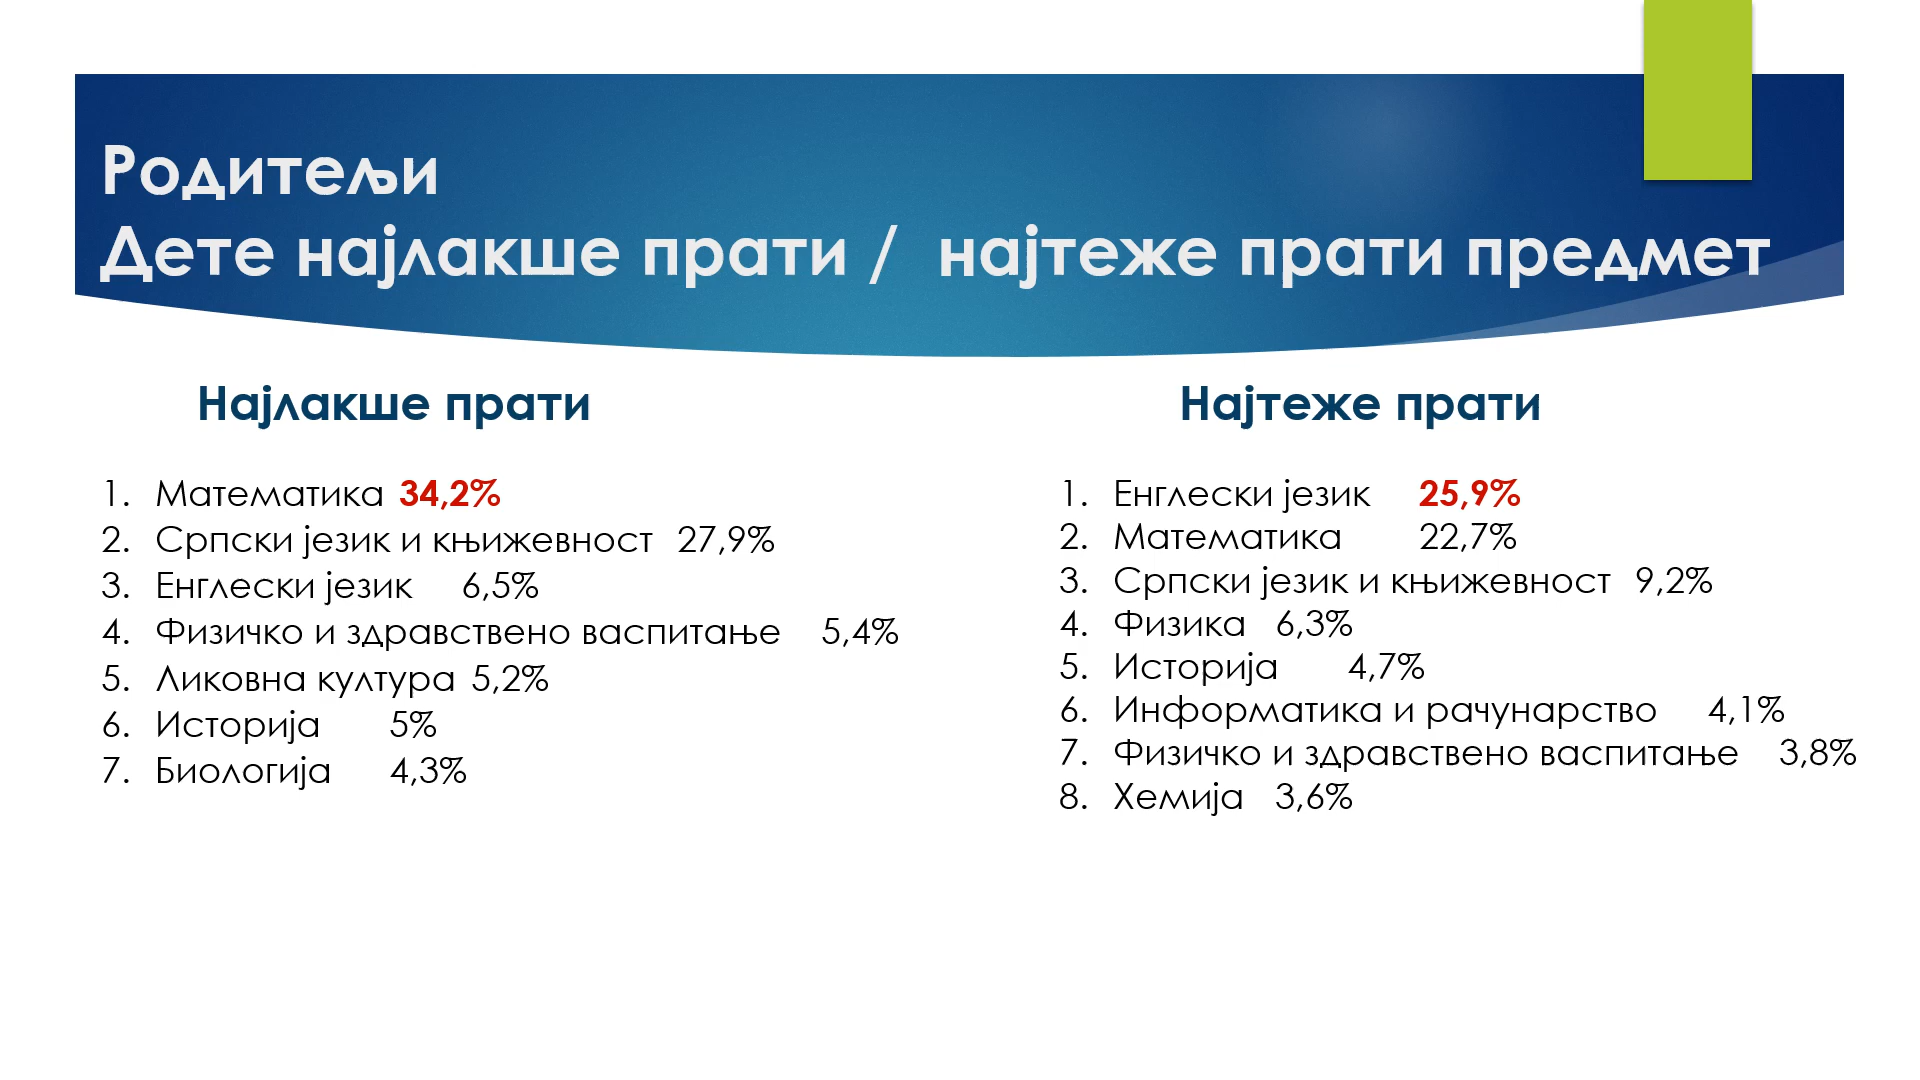 Родитељи
Дете најлакше прати / најтеже прати предмет
Најлакше прати
1. Математика 34,2%
2. Српски језик и књижевност 27,9%
3. Енглески језик 6,5%
4. Физичко и здравствено васпитање 5,4%
5. Ликовна култура 5,2%
6. Историја 5%
7. Биологија 4,3%
Најтеже прати
1. Енглески језик 25,9%
2. Математика 22,7%
3. Српски језик и књижевност 9,2%
4. Физика 6,3%
5. Историја 4,7%
6. Информатика и рачунарство 4,1%
7. Физичко и здравствено васпитање 3,8%
8. Хемија 3,6%